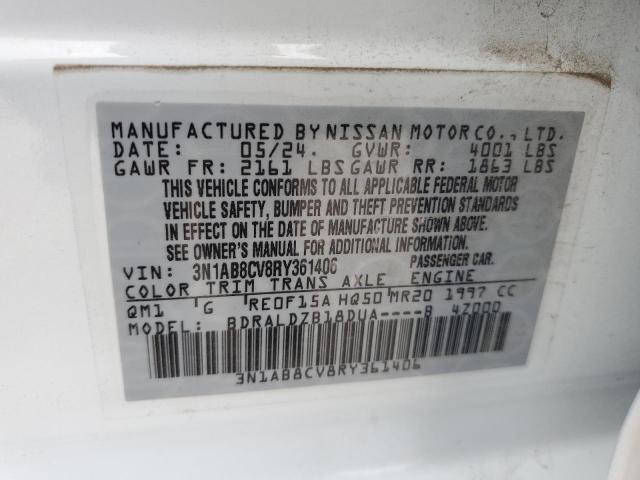 MANUFACTURED BY NISSAN MOTOR CO., LTD.
DATE: 05/24. GVWR: 4001 LBS
GAWR FR: 2161 LBS GAWR RR: 1863 LBS
THIS VEHICLE CONFORMS TO ALL APPLICABLE FEDERAL MOTOR
VEHICLE SAFETY, BUMPER AND THEFT PREVENTION STANDARDS
IN EFFECT ON THE DATE OF MANUFACTURE SHOWN ABOVE.
SEE OWNER'S MANUAL FOR ADDITIONAL INFORMATION.
VIN: 3N1AB8CV8RY361406 PASSENGER CAR.
COLOR TRIM TRANS AXLE ENGINE
QM1 G RE0F15A HQ50 MR20 1997 CC
MODEL: BDRALDZB18DUA----B 4Z000
3N1AB8CV8RY361406